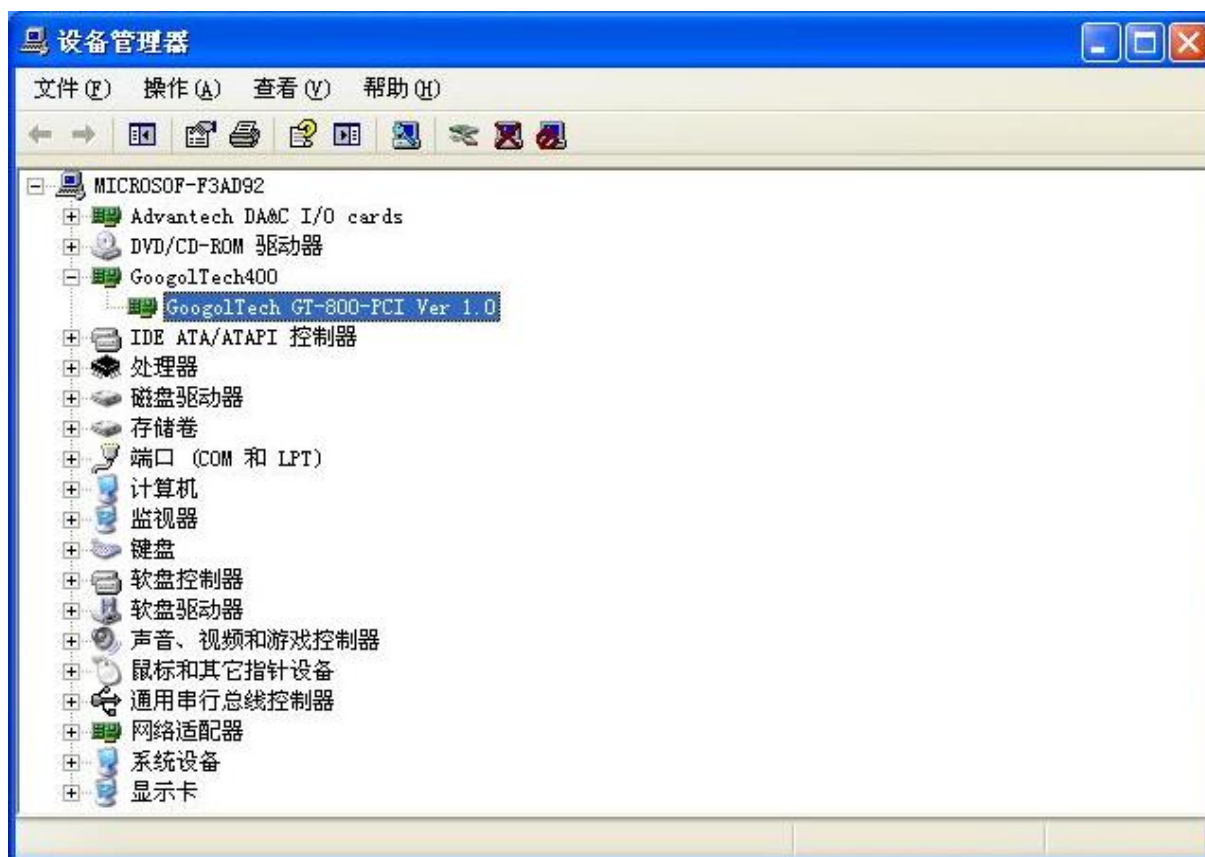 设备管理器
文件(F) 操作(A) 查看(V) 帮助(H)
MICROSOF-F3AD92
Advantech DA&C I/O cards
DVD/CD-ROM 驱动器
GoogolTech400
GoogolTech GT-800-PCI Ver 1.0
IDE ATA/ATAPI 控制器
处理器
磁盘驱动器
存储卷
端口 (COM 和 LPT)
计算机
监视器
键盘
软盘控制器
软盘驱动器
声音、视频和游戏控制器
鼠标和其它指针设备
通用串行总线控制器
网络适配器
系统设备
显示卡